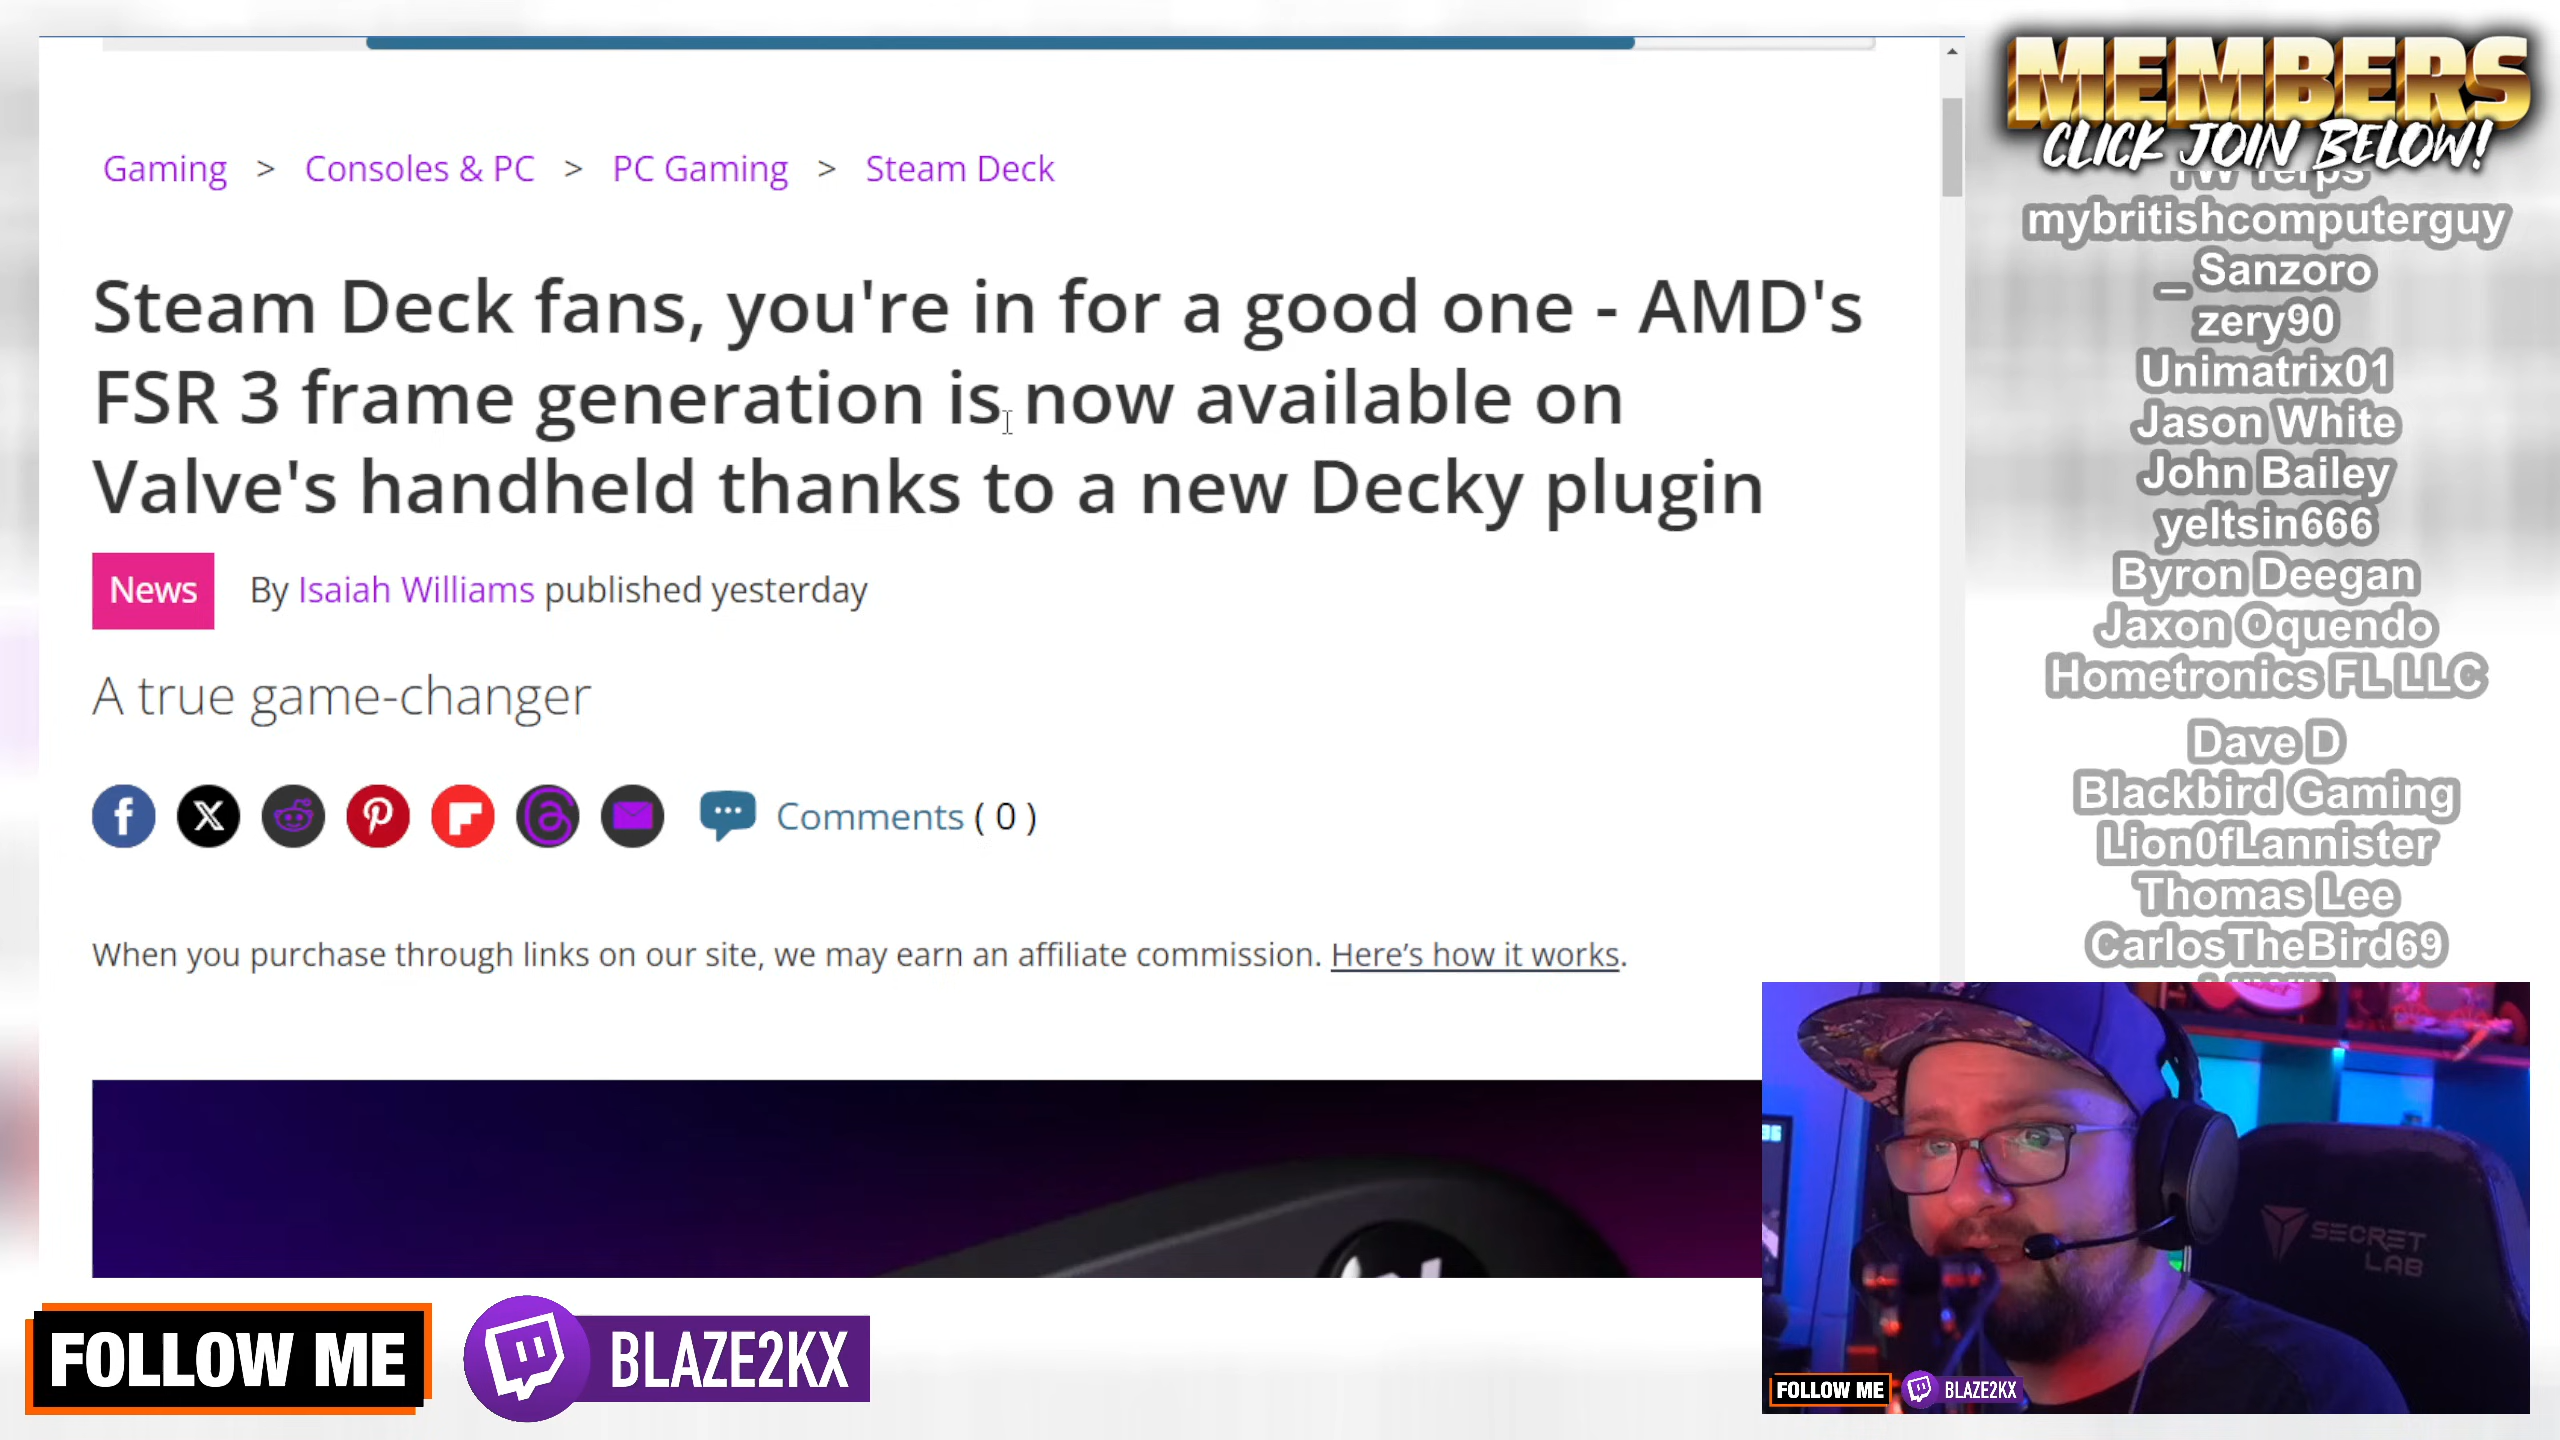 Gaming > Consoles & PC > PC Gaming > Steam Deck
Steam Deck fans, you're in for a good one - AMD's
FSR 3 frame generation is now available on
Valve's handheld thanks to a new Decky plugin
News By Isaiah Williams published yesterday
A true game-changer
Comments ( 0 )
When you purchase through links on our site, we may earn an affiliate commission. Here's how it works.
MEMBERS
CLICK JOIN BELOW!
mybritishcomputerguy
_ Sanzoro
zery90
Unimatrix01
Jason White
John Bailey
yeltsin666
Byron Deegan
Jaxon Oquendo
Hometronics FL LLC
Dave D
Blackbird Gaming
Lion0fLannister
Thomas Lee
CarlosTheBird69
SECRET
LAB
FOLLOW ME BLAZE2KX
FOLLOW ME BLAZE2KX